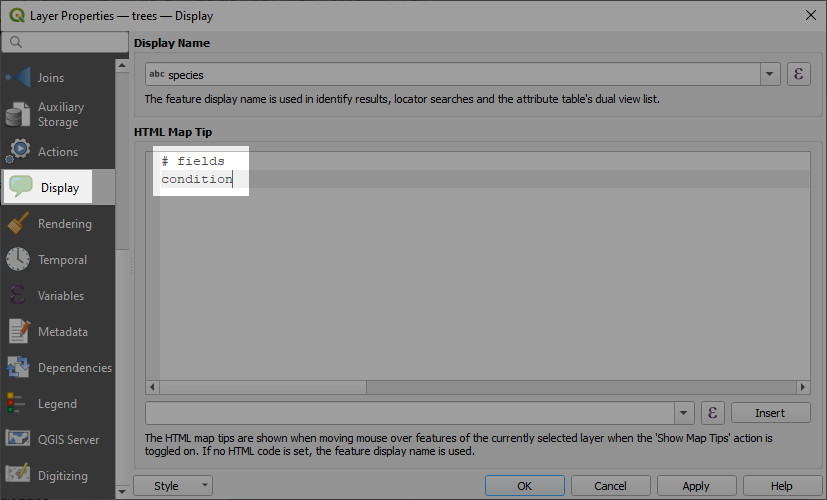 Layer Properties — trees — Display
Display Name
abc species
ε
The feature display name is used in identify results, locator searches and the attribute table's dual view list.
HTML Map Tip
# fields
condition
ε
Insert
The HTML map tips are shown when moving mouse over features of the currently selected layer when the 'Show Map Tips' action is
toggled on. If no HTML code is set, the feature display name is used.
Joins
Auxiliary
Storage
Actions
Display
Rendering
Temporal
Variables
Metadata
Dependencies
Legend
QGIS Server
Digitizing
Style
OK
Cancel
Apply
Help